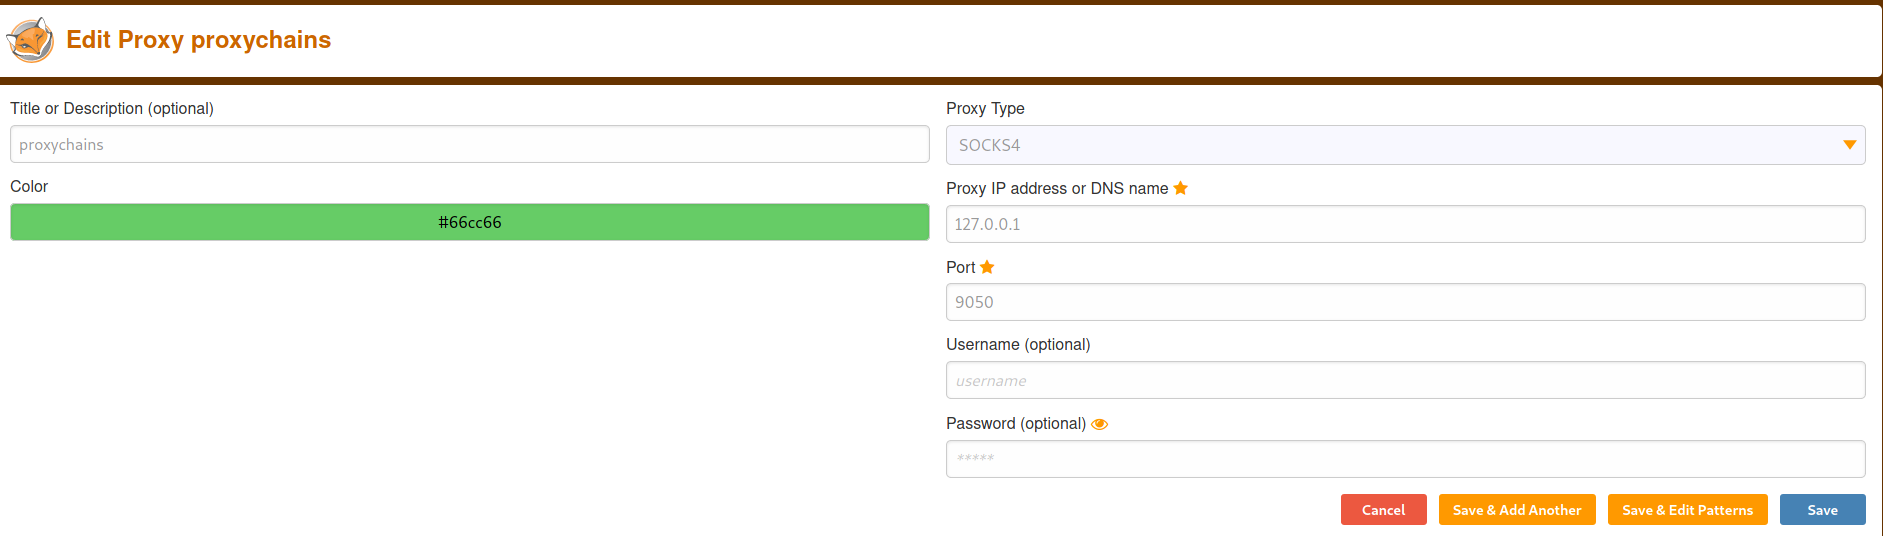 Edit Proxy proxychains
Title or Description (optional)
proxychains
Color
#66cc66
Proxy Type
SOCKS4
Proxy IP address or DNS name
127.0.0.1
Port
9050
Username (optional)
username
Password (optional)
*****
Cancel
Save & Add Another
Save & Edit Patterns
Save